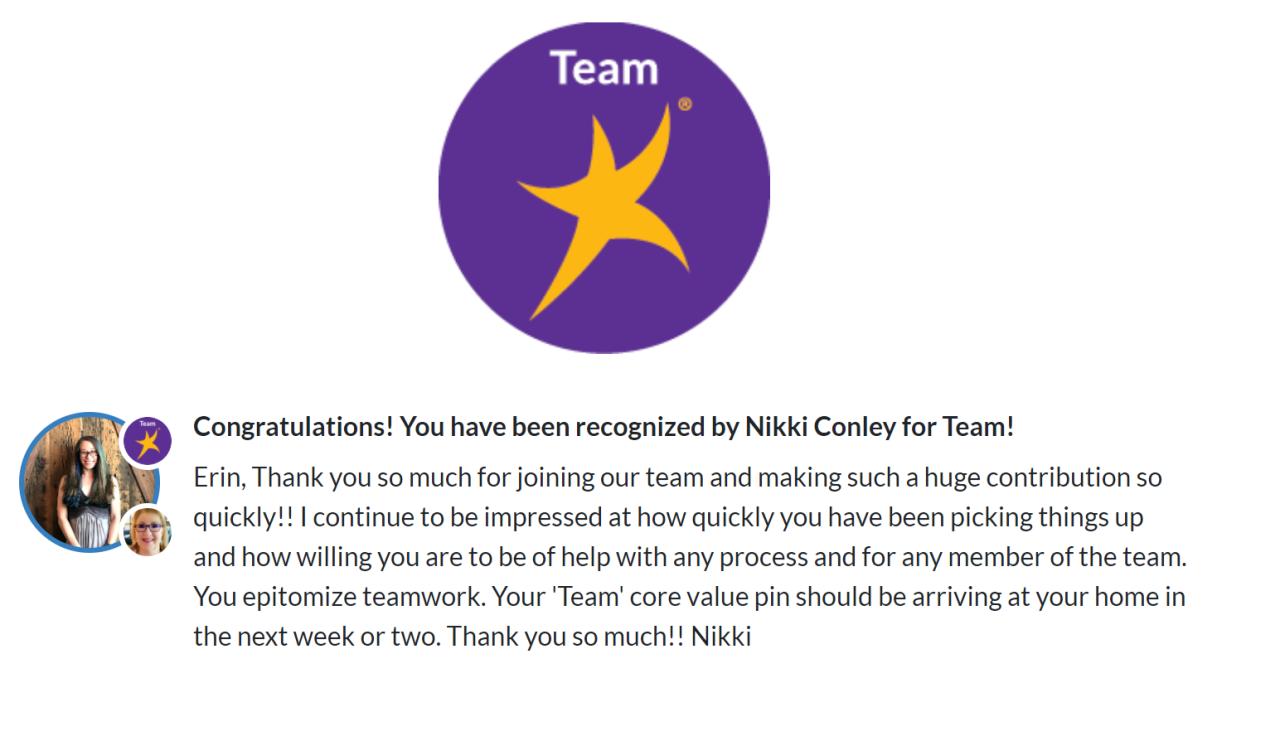 Team
®
Team
Congratulations! You have been recognized by Nikki Conley for Team!
Erin, Thank you so much for joining our team and making such a huge contribution so
quickly!! I continue to be impressed at how quickly you have been picking things up
and how willing you are to be of help with any process and for any member of the team.
You epitomize teamwork. Your 'Team' core value pin should be arriving at your home in
the next week or two. Thank you so much!! Nikki